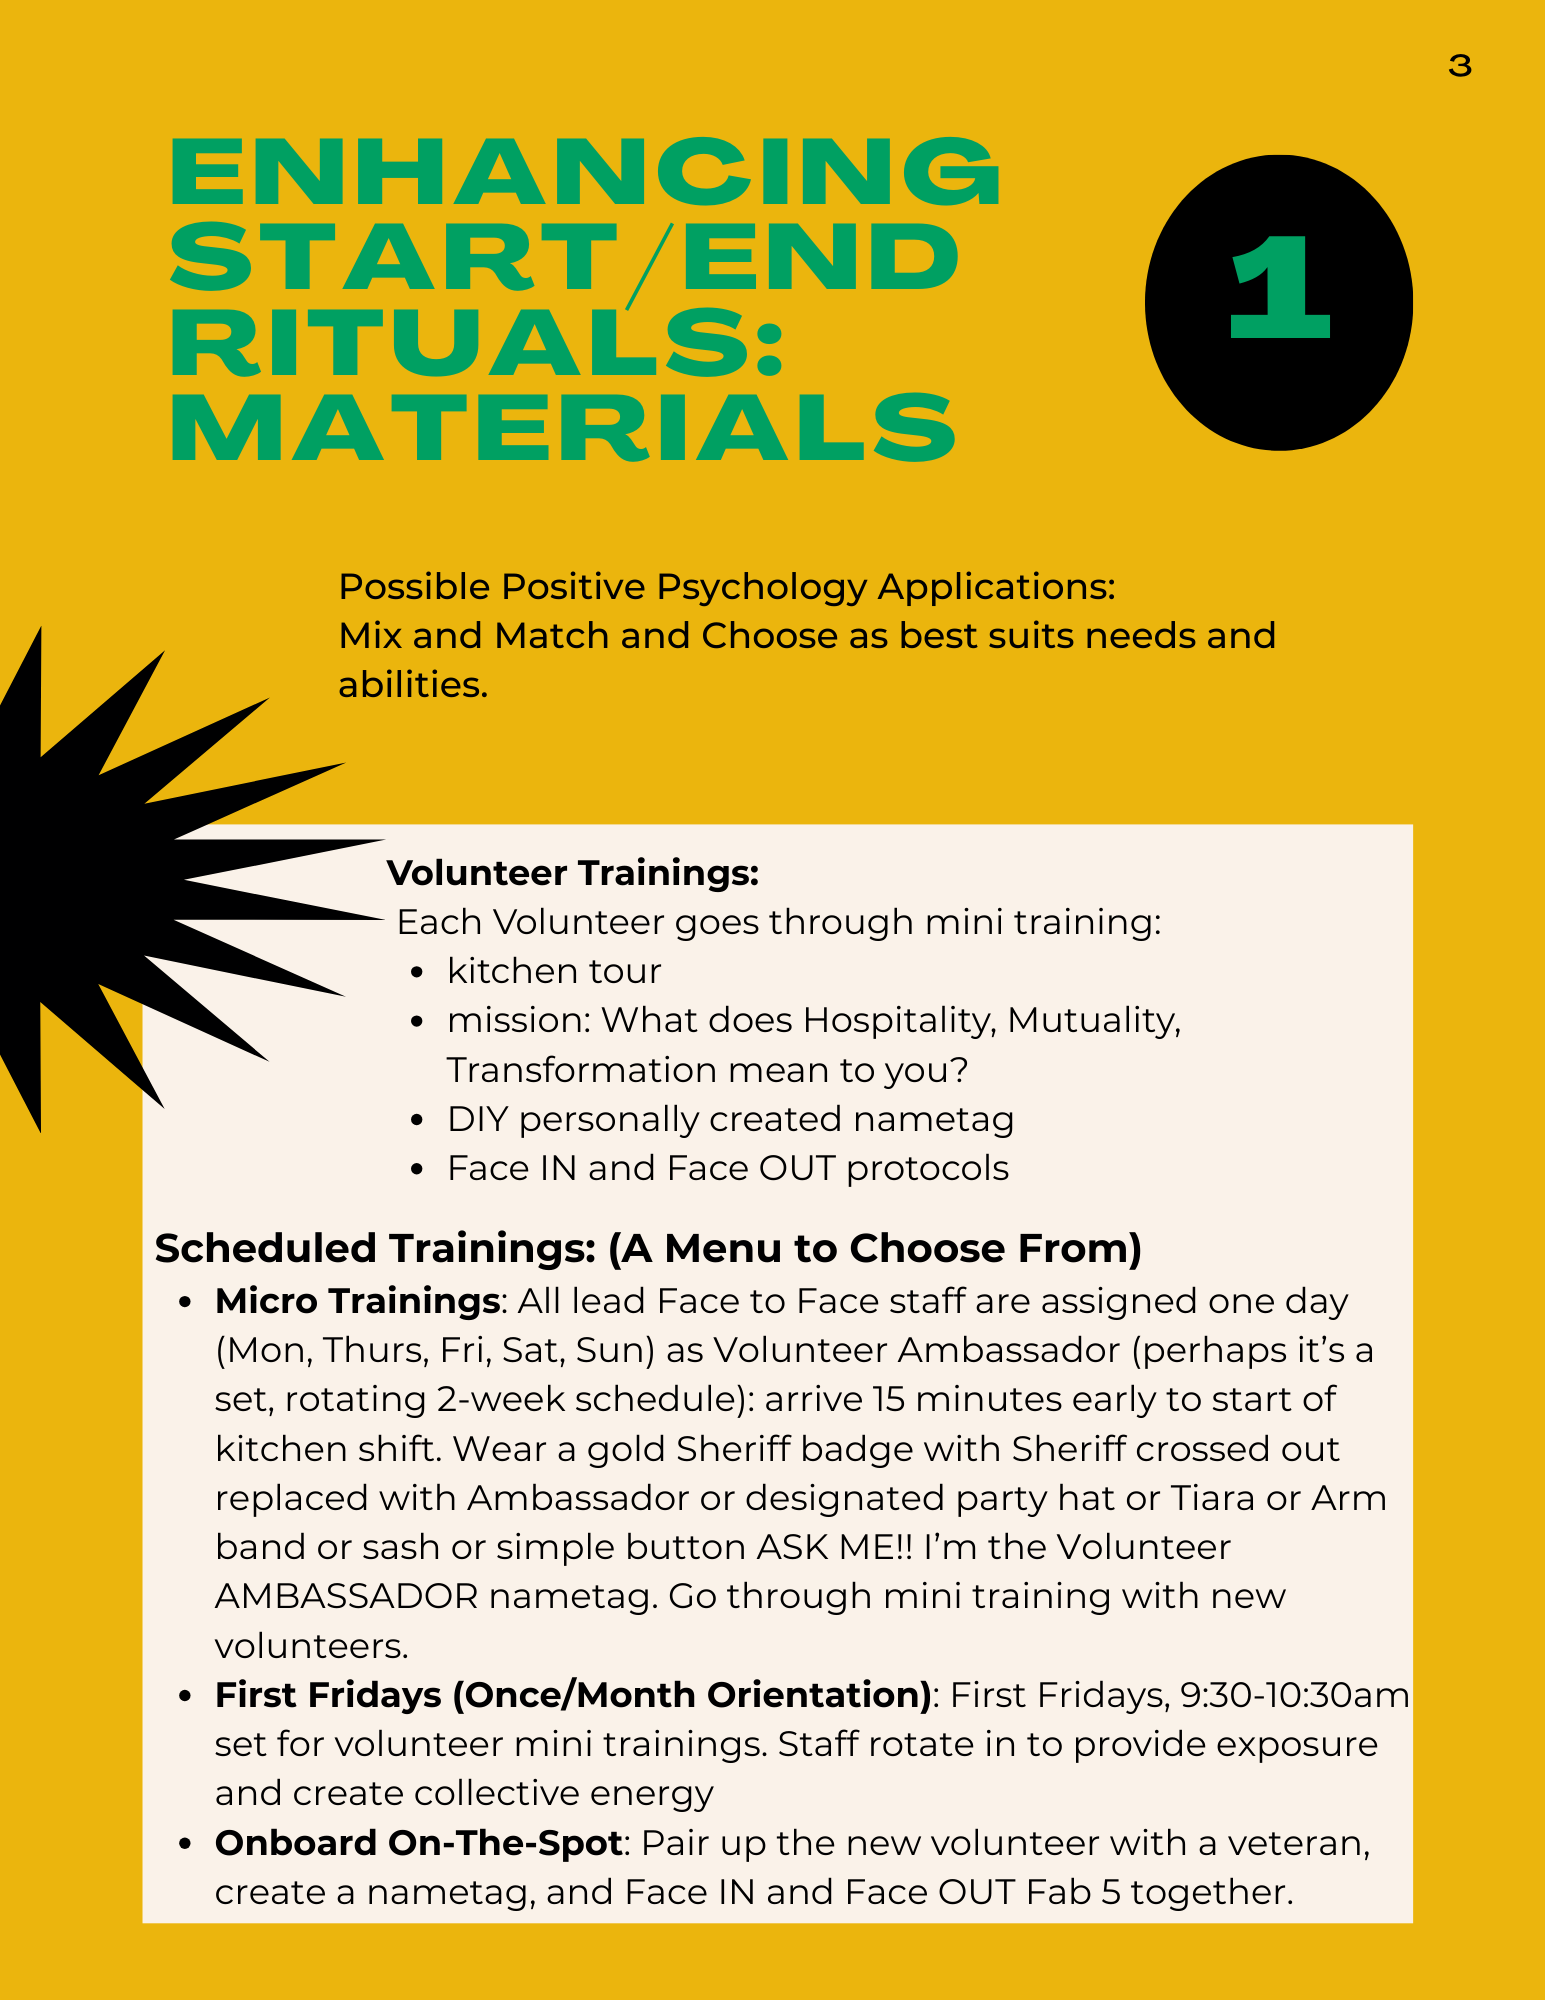 3
ENHANCING
START/END
RITUALS:
MATERIALS
1
Possible Positive Psychology Applications:
Mix and Match and Choose as best suits needs and
abilities.
Volunteer Trainings:
Each Volunteer goes through mini training:
• kitchen tour
• mission: What does Hospitality, Mutuality,
Transformation mean to you?
• DIY personally created nametag
• Face IN and Face OUT protocols
Scheduled Trainings: (A Menu to Choose From)
• Micro Trainings: All lead Face to Face staff are assigned one day
(Mon, Thurs, Fri, Sat, Sun) as Volunteer Ambassador (perhaps it’s a
set, rotating 2-week schedule): arrive 15 minutes early to start of
kitchen shift. Wear a gold Sheriff badge with Sheriff crossed out
replaced with Ambassador or designated party hat or Tiara or Arm
band or sash or simple button ASK ME!! I’m the Volunteer
AMBASSADOR nametag. Go through mini training with new
volunteers.
• First Fridays (Once/Month Orientation): First Fridays, 9:30-10:30am
set for volunteer mini trainings. Staff rotate in to provide exposure
and create collective energy
• Onboard On-The-Spot: Pair up the new volunteer with a veteran,
create a nametag, and Face IN and Face OUT Fab 5 together.